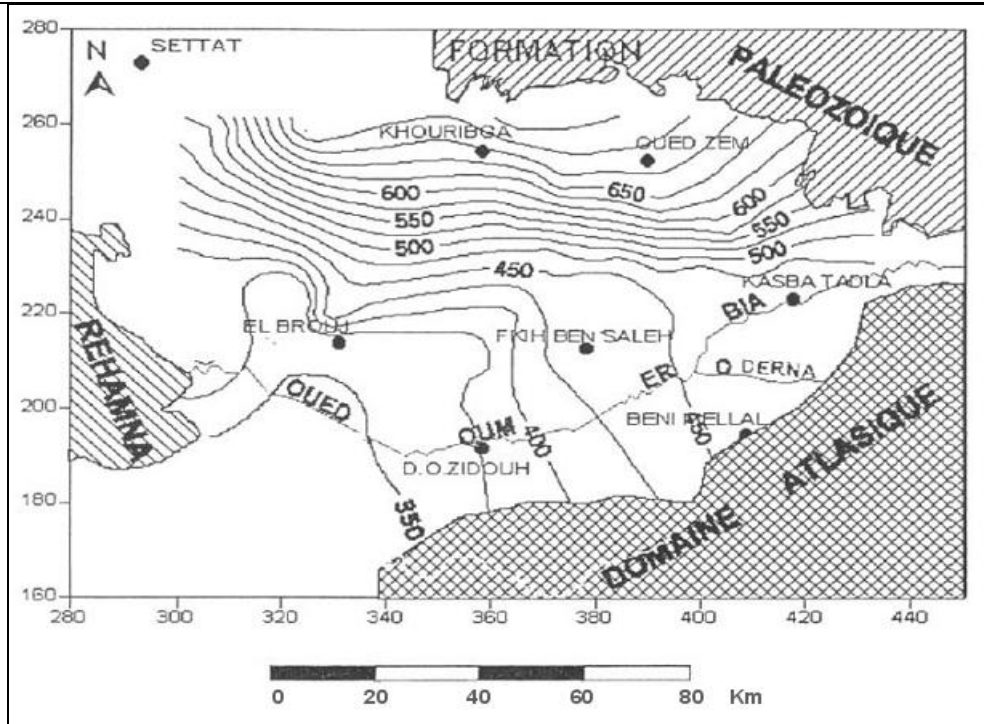 280
260
240
220
200
180
160
N
SETTAT
FORMATION
PALEOZOIQUE
KHOURIBGA
OUED ZEM
600
650
600
550
550
500
500
450
KASBA TADLA
BIA
EL BROUJ
FKIH BEN SALEH
REHAMNA
OUED
ER
O DERNA
BENI MELLAL
OUM
400
450
D.O.ZIDOUH
350
DOMAINE ATLASIQUE
280 300 320 340 360 380 400 420 440
0 20 40 60 80 Km